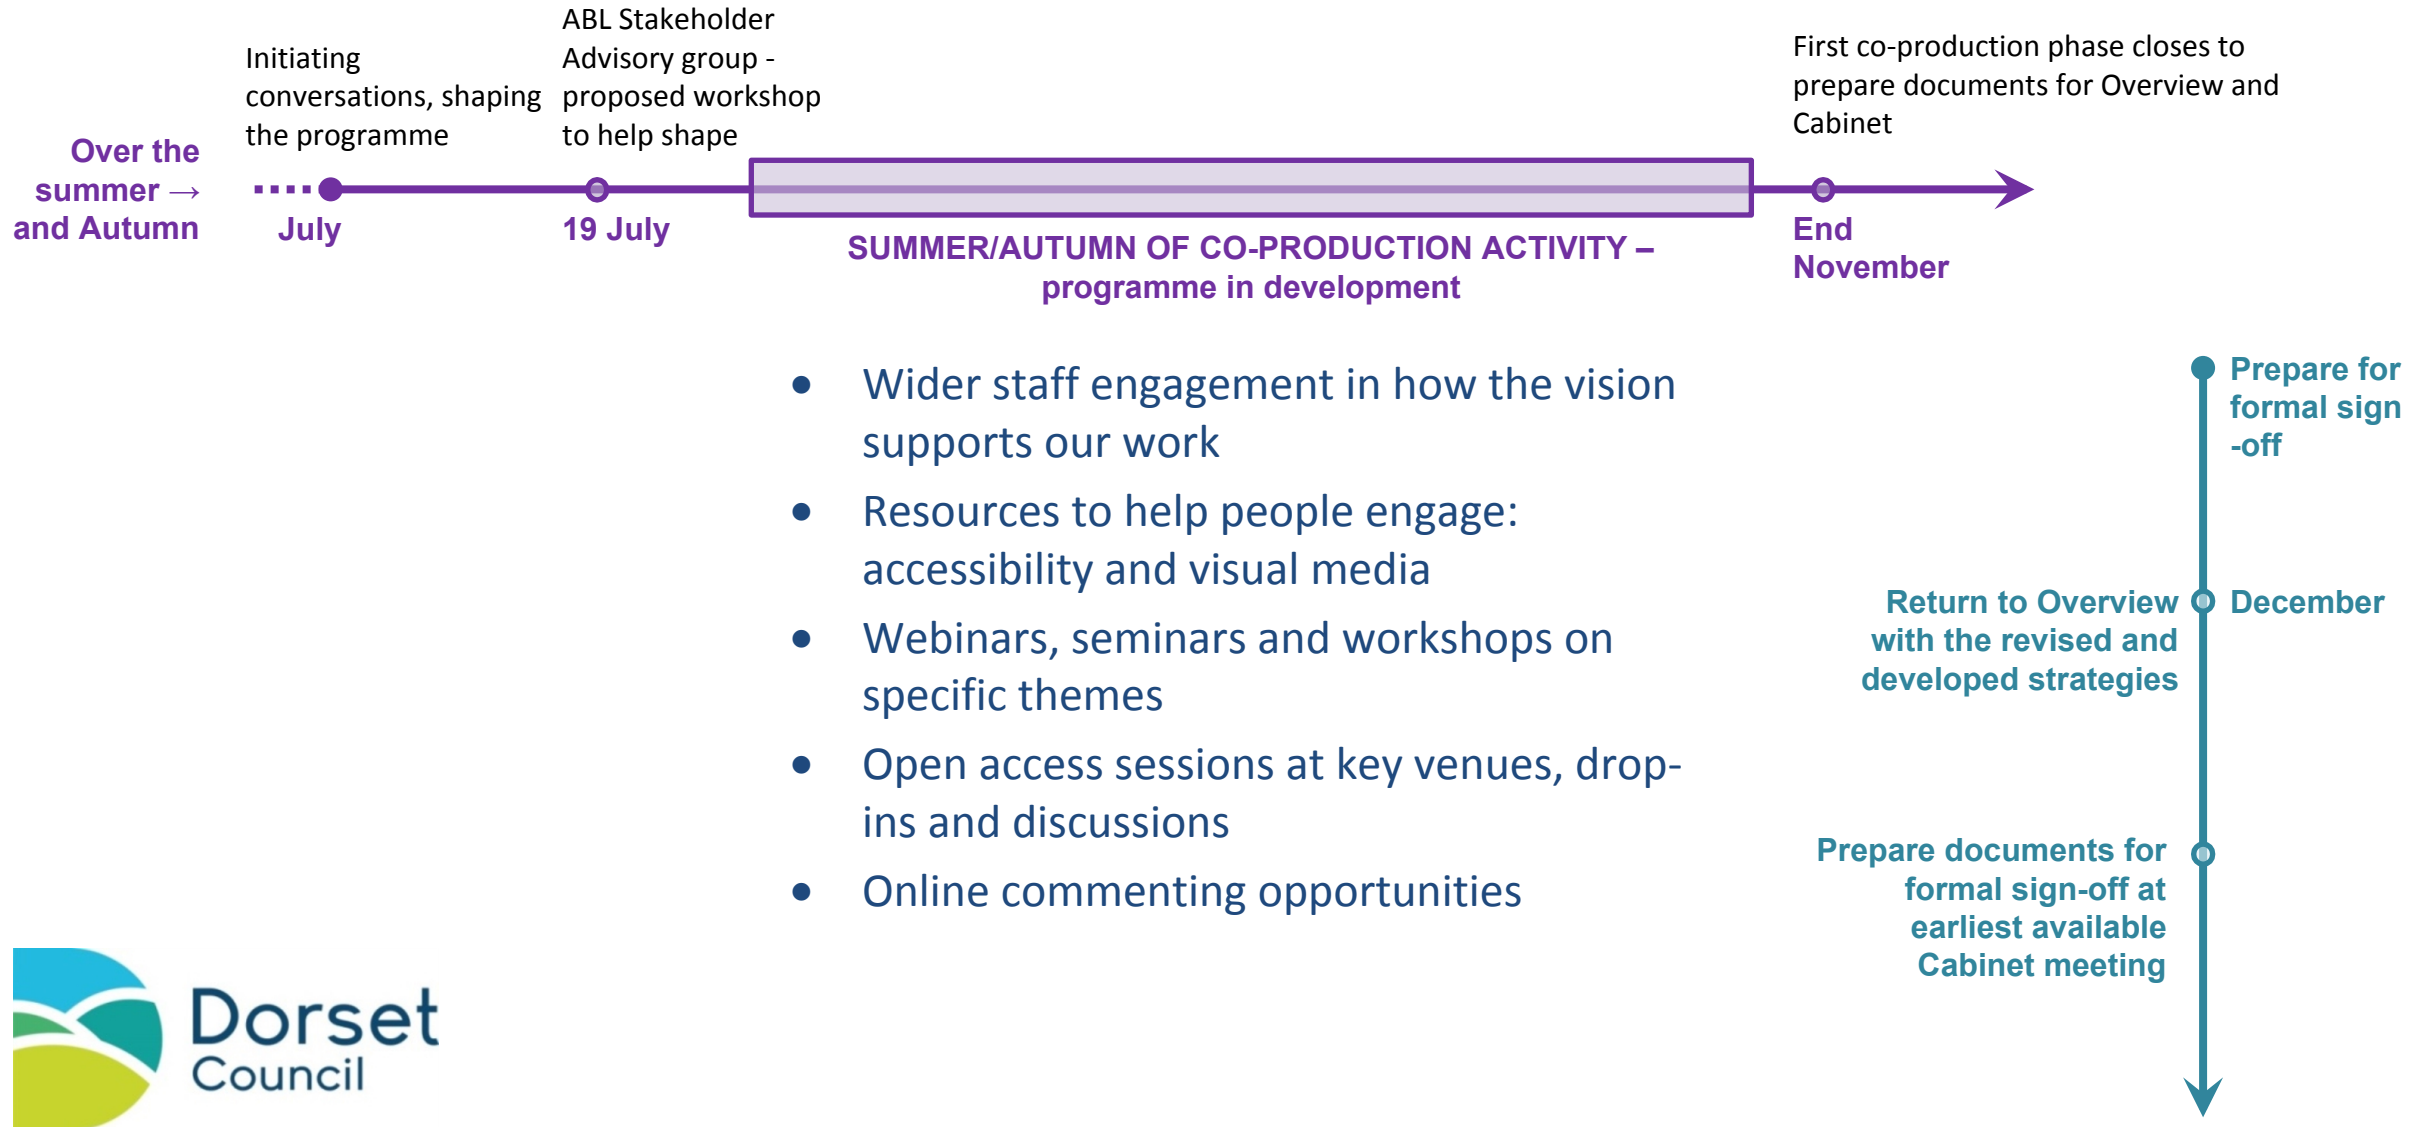 Over the
summer →
and Autumn
Initiating
conversations, shaping
the programme
July
ABL Stakeholder
Advisory group -
proposed workshop
to help shape
19 July
SUMMER/AUTUMN OF CO-PRODUCTION ACTIVITY –
programme in development
First co-production phase closes to
prepare documents for Overview and
Cabinet
End
November
• Wider staff engagement in how the vision
supports our work
• Resources to help people engage:
accessibility and visual media
• Webinars, seminars and workshops on
specific themes
• Open access sessions at key venues, drop-
ins and discussions
• Online commenting opportunities
Prepare for
formal sign
-off
Return to Overview
with the revised and
developed strategies
December
Prepare documents for
formal sign-off at
earliest available
Cabinet meeting
Dorset
Council